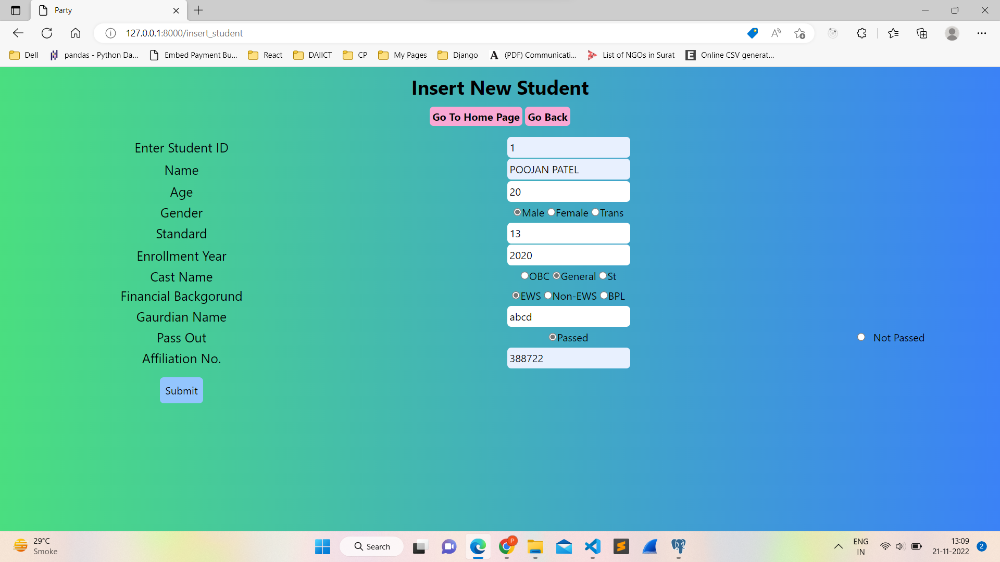 Party
127.0.0.1:8000/insert_student
Dell
pandas - Python Da...
Embed Payment Bu...
React
DAIICT
CP
My Pages
Django
(PDF) Communicati...
List of NGOs in Surat
Online CSV generat...
Insert New Student
Go To Home Page Go Back
Enter Student ID 1
Name POOJAN PATEL
Age 20
Gender Male Female Trans
Standard 13
Enrollment Year 2020
Cast Name OBC General St
Financial Backgorund EWS Non-EWS BPL
Gaurdian Name abcd
Pass Out Passed Not Passed
Affiliation No. 388722
Submit
29°C
Smoke
Search
P
ENG
IN
13:09
21-11-2022
2